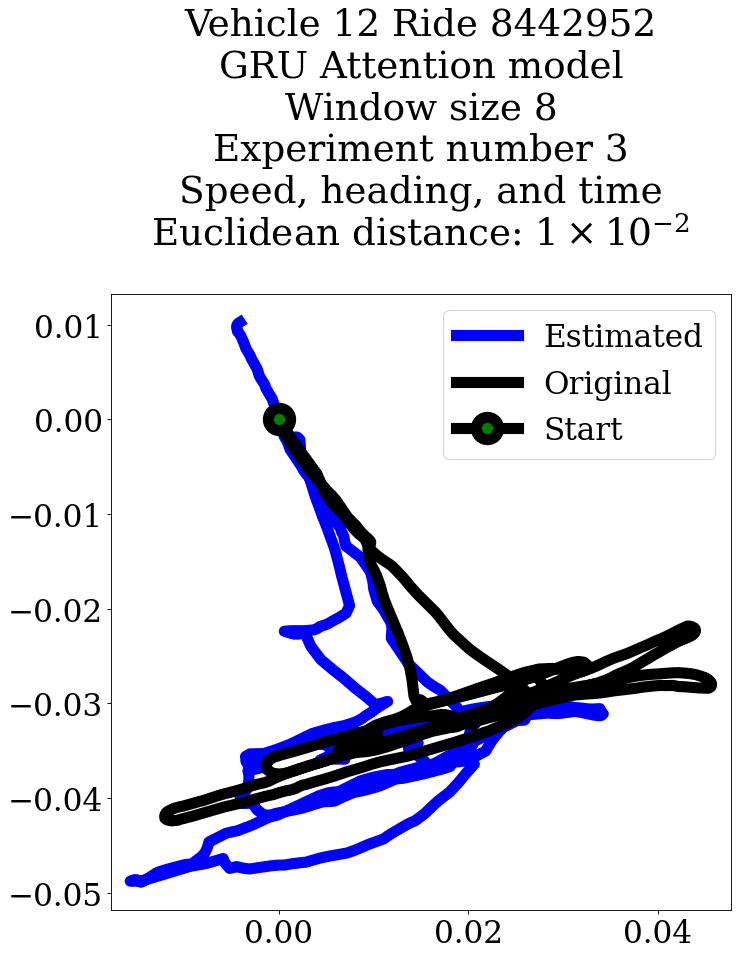 Vehicle 12 Ride 8442952
GRU Attention model
Window size 8
Experiment number 3
Speed, heading, and time
Euclidean distance: 1 × 10⁻²
Estimated
Original
Start
0.01
0.00
−0.01
−0.02
−0.03
−0.04
−0.05
0.00
0.02
0.04